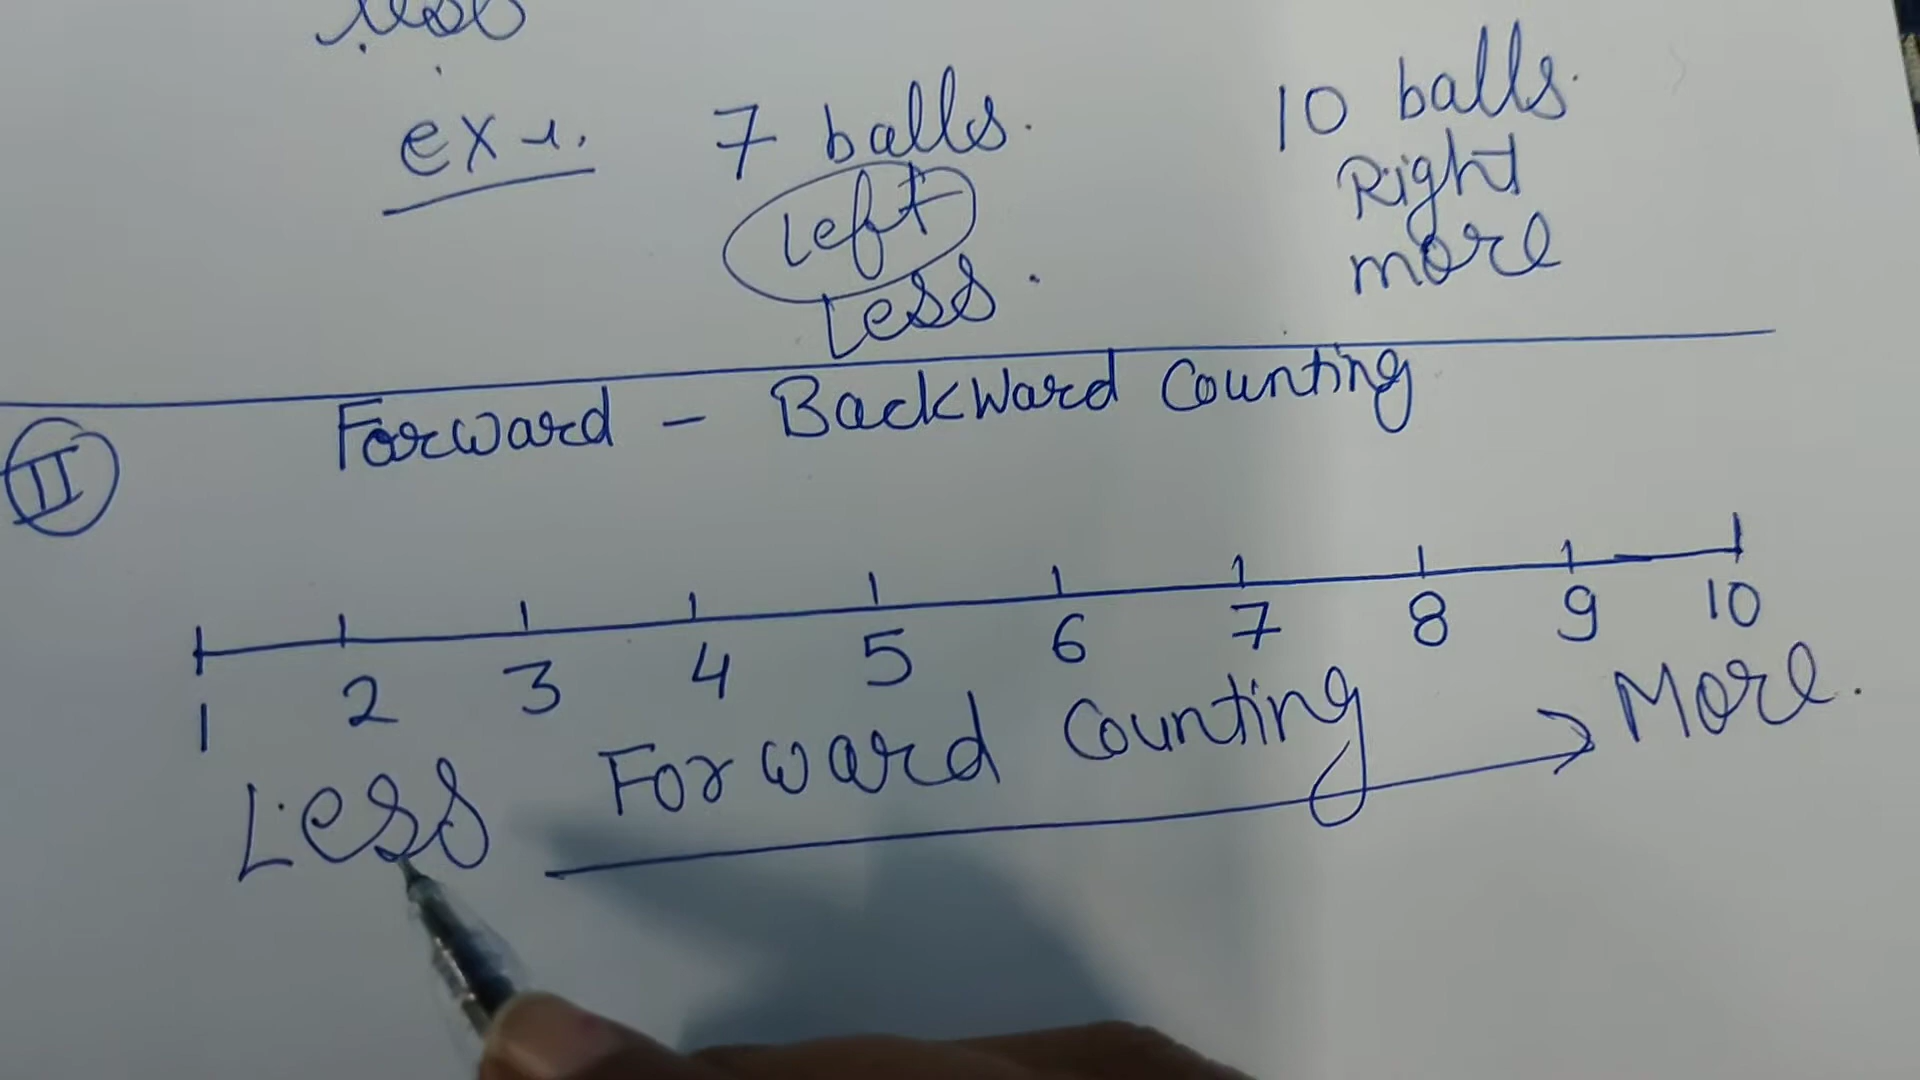 ex-1. 7 balls. 10 balls.
Left Right
Less. more
II Forward - Backward Counting
1 2 3 4 5 6 7 8 9 10
Less Forward Counting More.